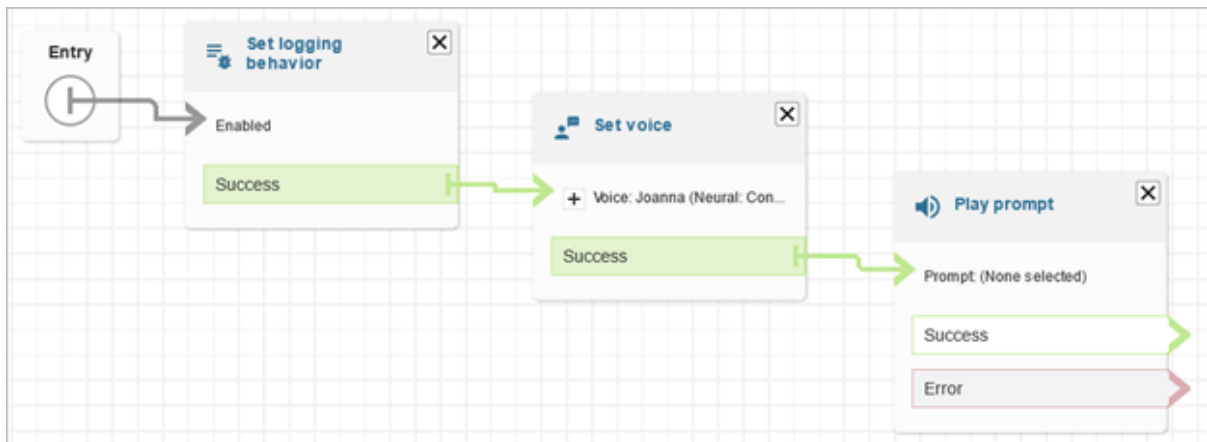 Entry
Set logging
behavior
Enabled
Success
Set voice
Voice: Joanna (Neural: Con...
Success
Play prompt
Prompt: (None selected)
Success
Error